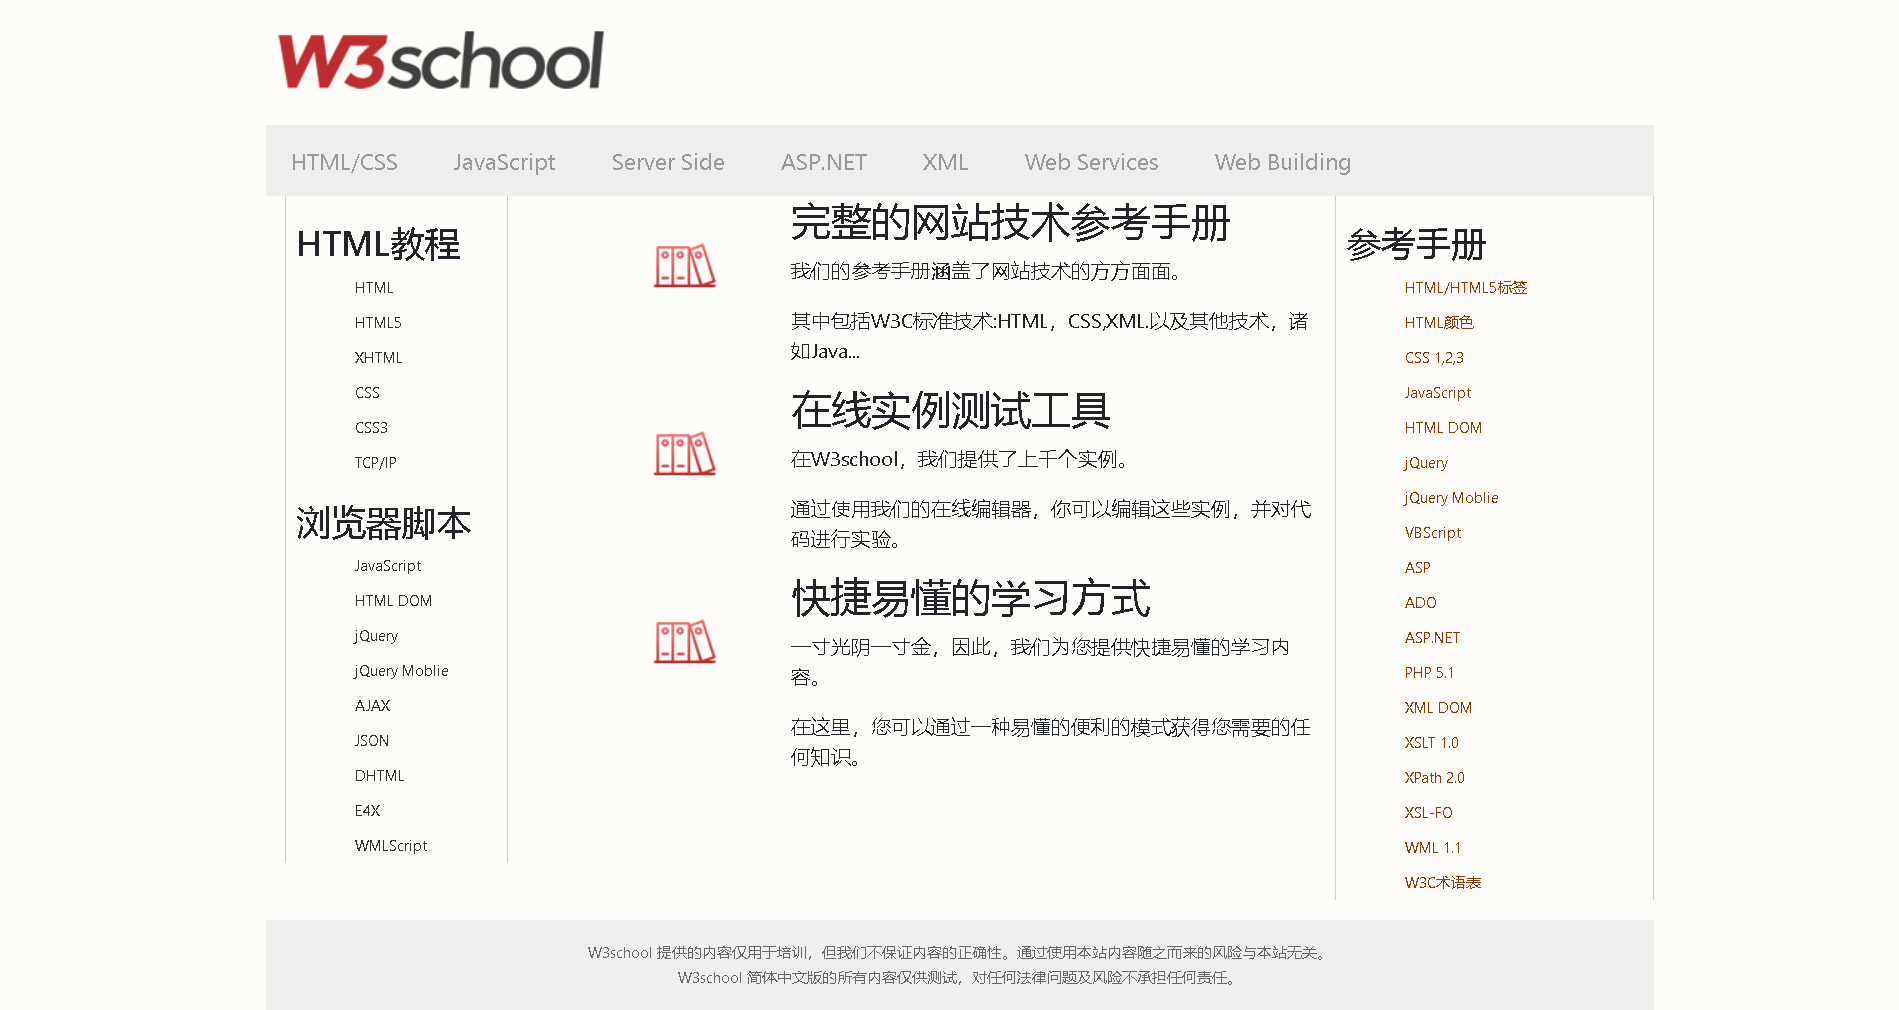 W3school
HTML/CSS JavaScript Server Side ASP.NET XML Web Services Web Building
HTML教程
HTML
HTML5
XHTML
CSS
CSS3
TCP/IP
浏览器脚本
JavaScript
HTML DOM
jQuery
jQuery Moblie
AJAX
JSON
DHTML
E4X
WMLScript
完整的网站技术参考手册
我们的参考手册涵盖了网站技术的方方面面。
其中包括W3C标准技术:HTML，CSS,XML.以及其他技术，诸
如Java...
在线实例测试工具
在W3school，我们提供了上千个实例。
通过使用我们的在线编辑器，你可以编辑这些实例，并对代
码进行实验。
快捷易懂的学习方式
一寸光阴一寸金，因此，我们为您提供快捷易懂的学习内
容。
在这里，您可以通过一种易懂的便利的模式获得您需要的任
何知识。
参考手册
HTML/HTML5标签
HTML颜色
CSS 1,2,3
JavaScript
HTML DOM
jQuery
jQuery Moblie
VBScript
ASP
ADO
ASP.NET
PHP 5.1
XML DOM
XSLT 1.0
XPath 2.0
XSL-FO
WML 1.1
W3C术语表
W3school 提供的内容仅用于培训，但我们不保证内容的正确性。通过使用本站内容随之而来的风险与本站无关。
W3school 简体中文版的所有内容仅供测试，对任何法律问题及风险不承担任何责任。